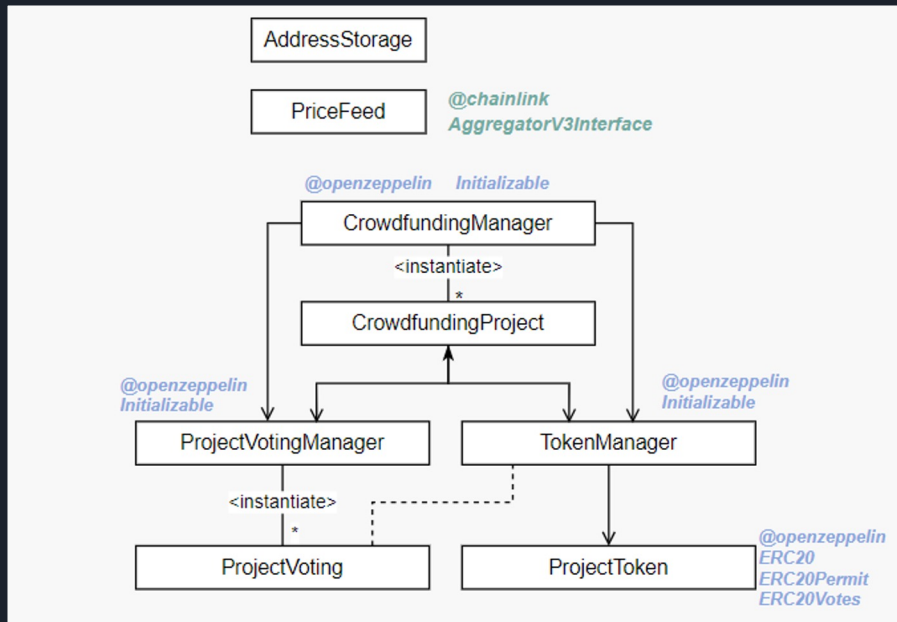 AddressStorage
PriceFeed
@chainlink
AggregatorV3Interface
@openzeppelin Initializable
CrowdfundingManager
<instantiate>
*
CrowdfundingProject
@openzeppelin
Initializable
@openzeppelin
Initializable
ProjectVotingManager
TokenManager
<instantiate>
*
ProjectVoting
ProjectToken
@openzeppelin
ERC20
ERC20Permit
ERC20Votes